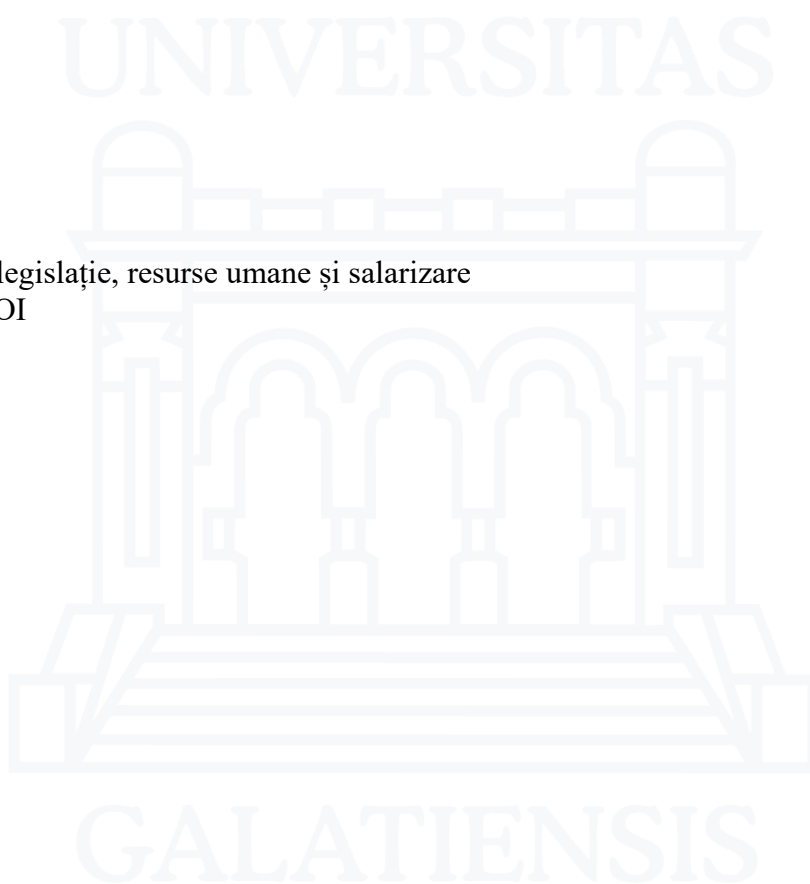 UNIVERSITAS
legislație, resurse umane și salarizare
OI
GALATIENSIS